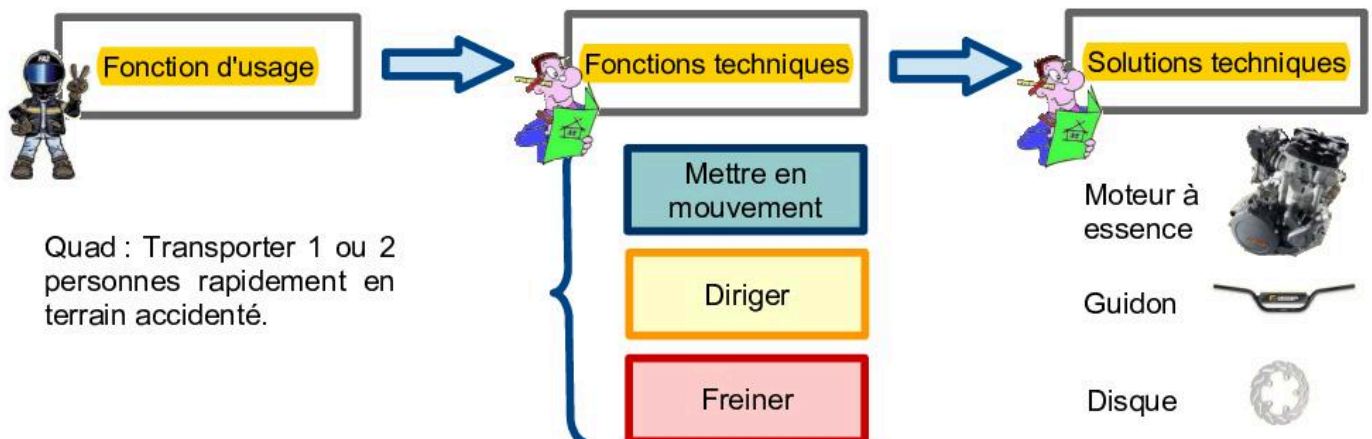 Fonction d'usage
Fonctions techniques
Solutions techniques
Quad : Transporter 1 ou 2
personnes rapidement en
terrain accidenté.
Mettre en
mouvement
Diriger
Freiner
Moteur à
essence
Guidon
Disque